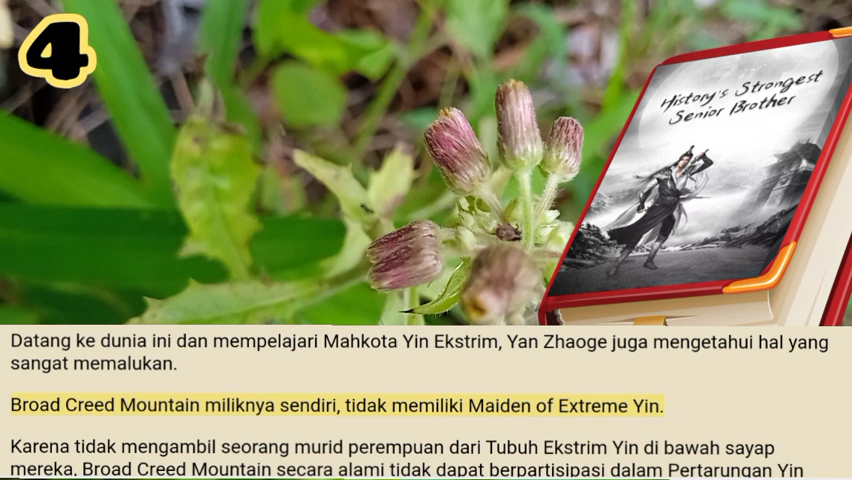 4
History's Strongest
Senior Brother
Datang ke dunia ini dan mempelajari Mahkota Yin Ekstrim, Yan Zhaoge juga mengetahui hal yang
sangat memalukan.
Broad Creed Mountain miliknya sendiri, tidak memiliki Maiden of Extreme Yin.
Karena tidak mengambil seorang murid perempuan dari Tubuh Ekstrim Yin di bawah sayap
mereka, Broad Creed Mountain secara alami tidak dapat berpartisipasi dalam Pertarungan Yin